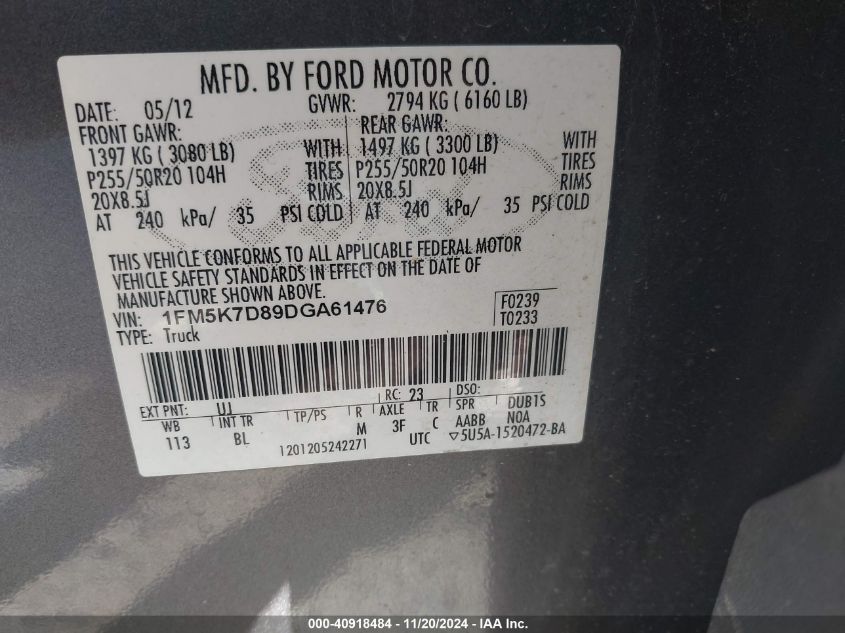 MFD. BY FORD MOTOR CO.
DATE: 05/12 GVWR: 2794 KG ( 6160 LB)
FRONT GAWR: REAR GAWR:
1397 KG ( 3080 LB) WITH 1497 KG ( 3300 LB) WITH
P255/50R20 104H TIRES P255/50R20 104H TIRES
20X8.5J RIMS 20X8.5J RIMS
AT 240 kPa/ 35 PSI COLD AT 240 kPa/ 35 PSI COLD
THIS VEHICLE CONFORMS TO ALL APPLICABLE FEDERAL MOTOR
VEHICLE SAFETY STANDARDS IN EFFECT ON THE DATE OF
MANUFACTURE SHOWN ABOVE.
VIN: 1FM5K7D89DGA61476 F0239
TYPE: Truck T0233
EXT PNT: UJ RC: 23 DSO:
WB INT TR TP/PS R AXLE TR SPR DUB1S
113 BL M 3F C AABB NOA
1201205242271 UTC ▽5U5A-1520472-BA
000-40918484 - 11/20/2024 - IAA Inc.